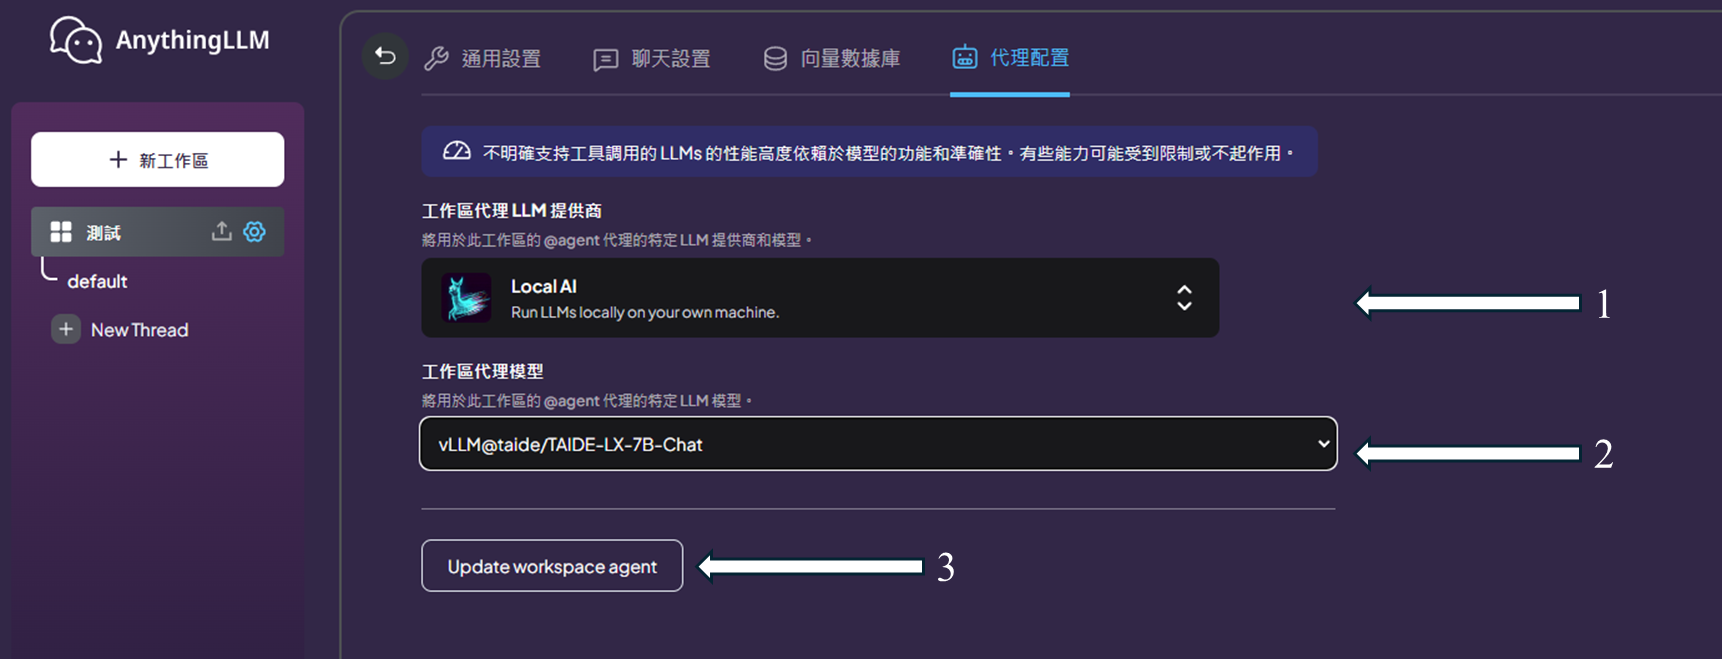 AnythingLLM
新工作區
測試
default
New Thread
通用設置
聊天設置
向量數據庫
代理配置
不明確支持工具調用的 LLMs 的性能高度依賴於模型的功能和準確性。有些能力可能受到限制或不起作用。
工作區代理 LLM 提供商
將用於此工作區的 @agent 代理的特定 LLM 提供商和模型。
Local AI
Run LLMs locally on your own machine.
1
工作區代理模型
將用於此工作區的 @agent 代理的特定 LLM 模型。
vLLM@taide/TAIDE-LX-7B-Chat
2
Update workspace agent
3